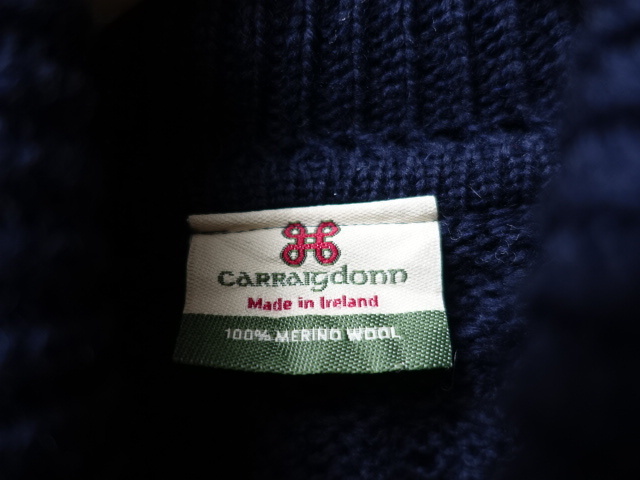 CARRAIGdonn
Made in Ireland
100% MERINO WOOL